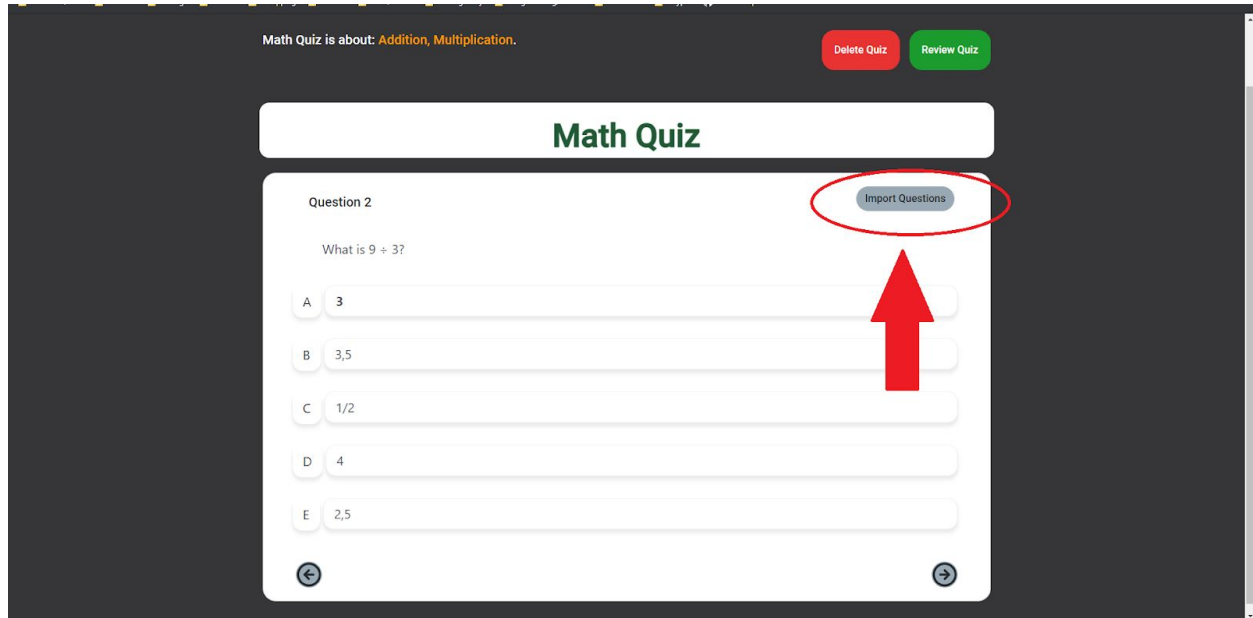 Math Quiz is about: Addition, Multiplication.
Delete Quiz
Review Quiz
Math Quiz
Question 2
Import Questions
What is 9 ÷ 3?
A 3
B 3,5
C 1/2
D 4
E 2,5